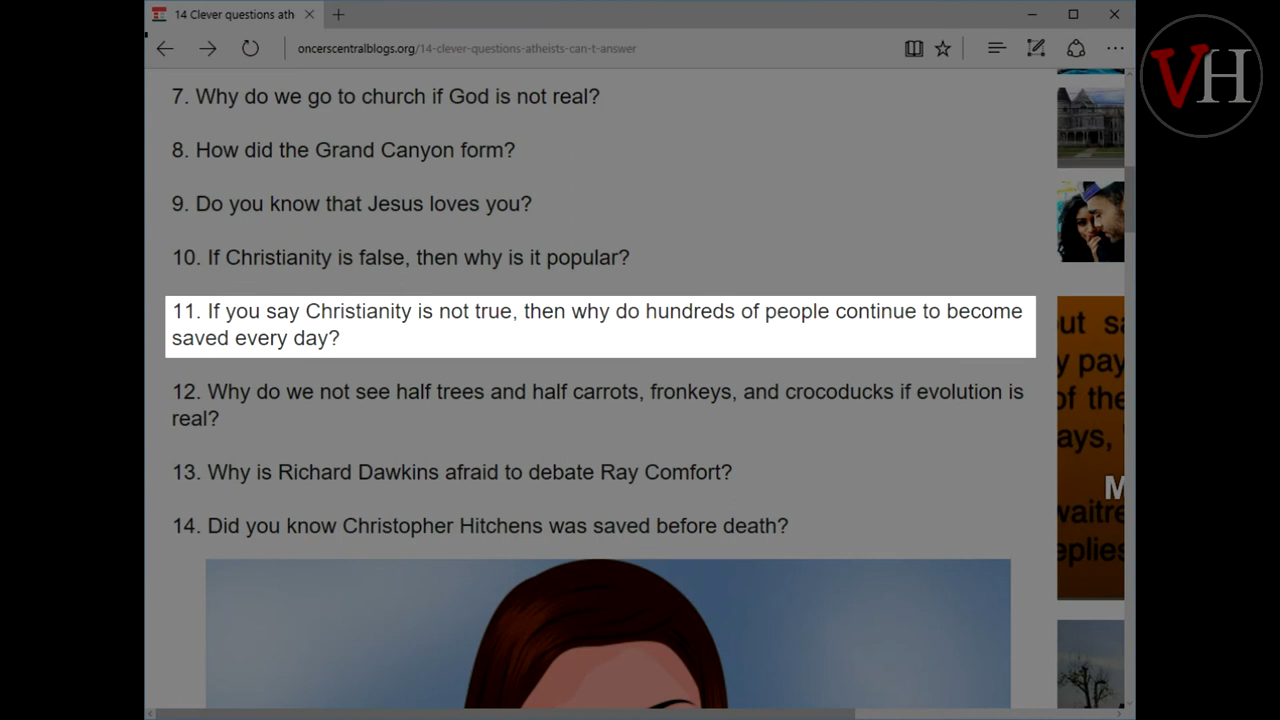 14 Clever questions ath
VH
oncerscentralblogs.org/14-clever-questions-atheists-can-t-answer
7. Why do we go to church if God is not real?
8. How did the Grand Canyon form?
9. Do you know that Jesus loves you?
10. If Christianity is false, then why is it popular?
11. If you say Christianity is not true, then why do hundreds of people continue to become
saved every day?
12. Why do we not see half trees and half carrots, fronkeys, and crocoducks if evolution is
real?
13. Why is Richard Dawkins afraid to debate Ray Comfort?
14. Did you know Christopher Hitchens was saved before death?
M